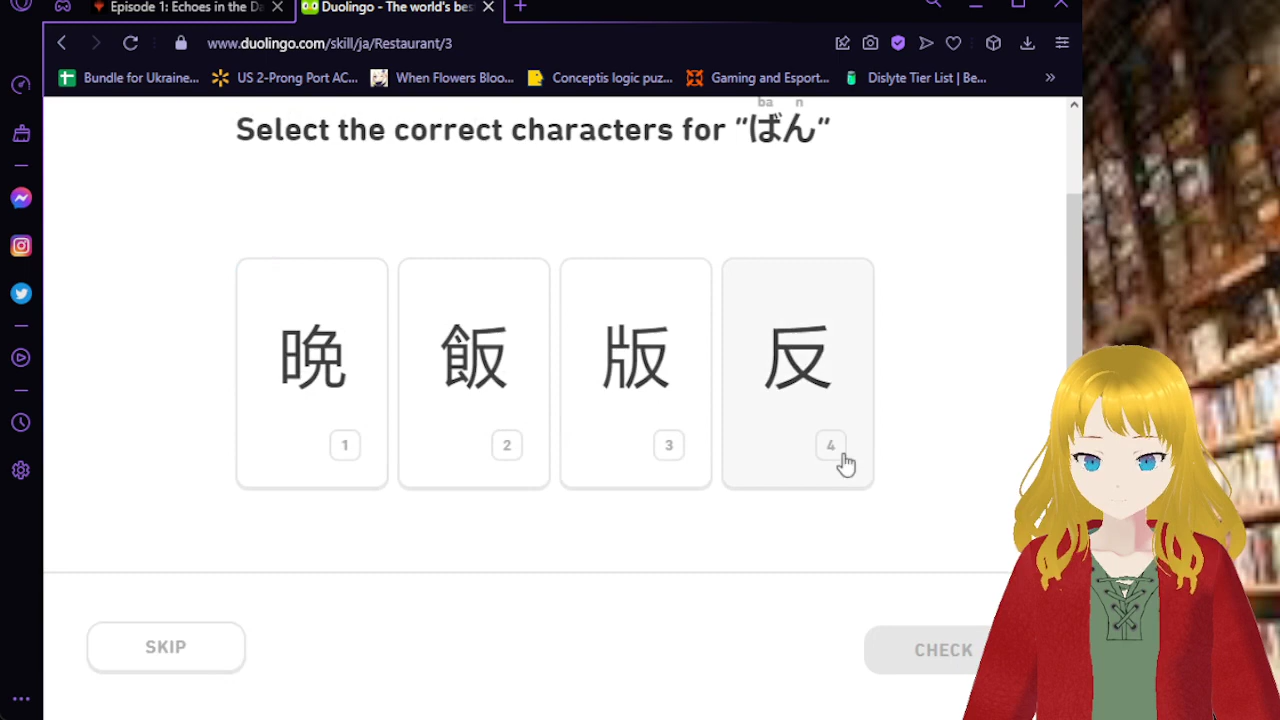 Episode 1: Echoes in the Da
Duolingo - The world's bes
www.duolingo.com/skill/ja/Restaurant/3
Bundle for Ukraine...
US 2-Prong Port AC...
When Flowers Bloo...
Conceptis logic puz...
Gaming and Esport...
Dislyte Tier List | Be...
ba n
Select the correct characters for "ばん"
晩 飯 版 反
1 2 3 4
SKIP
CHECK